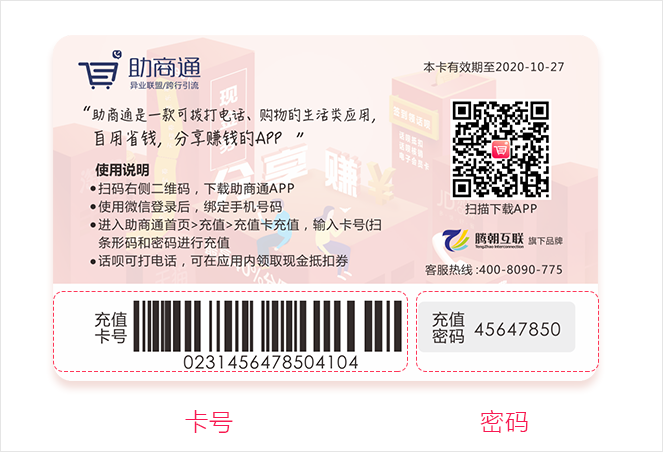 助商通
异业联盟/跨行引流
本卡有效期至2020-10-27
“助商通是一款可拨打电话、购物的生活类应用，
自用省钱，分享赚钱的APP ”
使用说明
●扫码右侧二维码，下载助商通APP
●使用微信登录后，绑定手机号码
●进入助商通首页>充值>充值卡充值，输入卡号(扫
条形码和密码进行充值
●话呗可打电话，可在应用内领取现金抵扣券
扫描下载APP
腾朝互联 旗下品牌
Tengzhao Interconnection
客服热线:400-8090-775
现
分享赚
充值
卡号
0231456478504104
充值
密码
45647850
卡号
密码